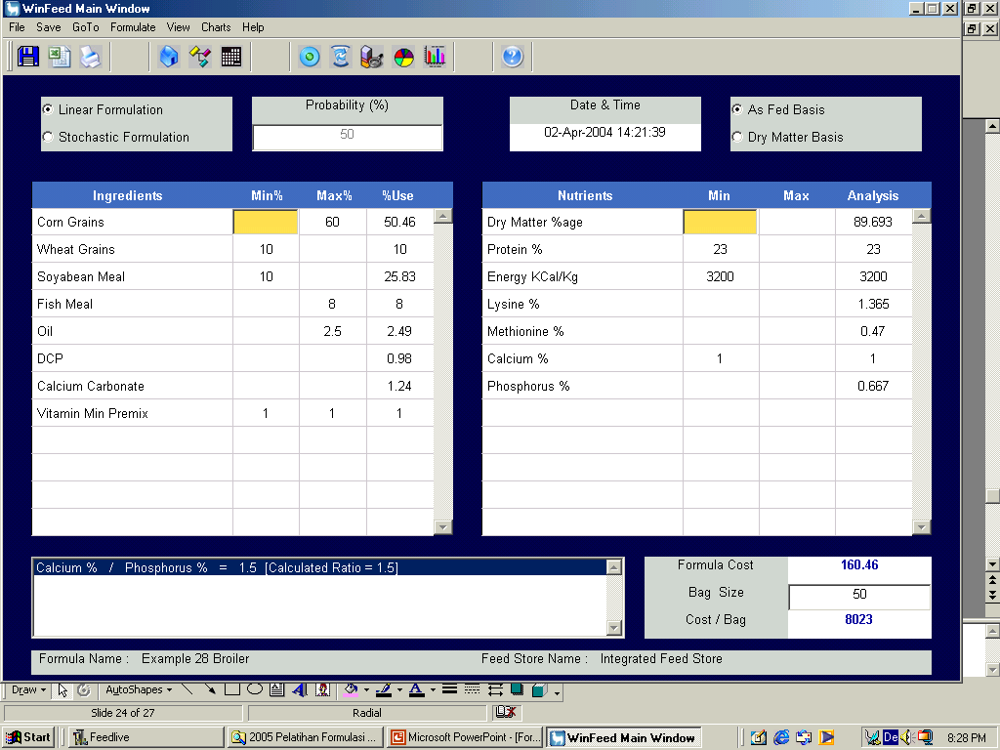 WinFeed Main Window
File Save GoTo Formulate View Charts Help
Linear Formulation
Stochastic Formulation
Probability (%)
50
Date & Time
02-Apr-2004 14:21:39
As Fed Basis
Dry Matter Basis
Ingredients Min% Max% %Use
Corn Grains 60 50.46
Wheat Grains 10 10
Soyabean Meal 10 25.83
Fish Meal 8 8
Oil 2.5 2.49
DCP 0.98
Calcium Carbonate 1.24
Vitamin Min Premix 1 1 1
Nutrients Min Max Analysis
Dry Matter %age 89.693
Protein % 23 23
Energy KCal/Kg 3200 3200
Lysine % 1.365
Methionine % 0.47
Calcium % 1 1
Phosphorus % 0.667
Calcium % / Phosphorus % = 1.5 [Calculated Ratio = 1.5]
Formula Cost 160.46
Bag Size 50
Cost / Bag 8023
Formula Name : Example 28 Broiler Feed Store Name : Integrated Feed Store
Draw AutoShapes
Slide 24 of 27 Radial
Start Feedlive 2005 Pelatihan Formulasi ... Microsoft PowerPoint - [For... WinFeed Main Window De 8:28 PM